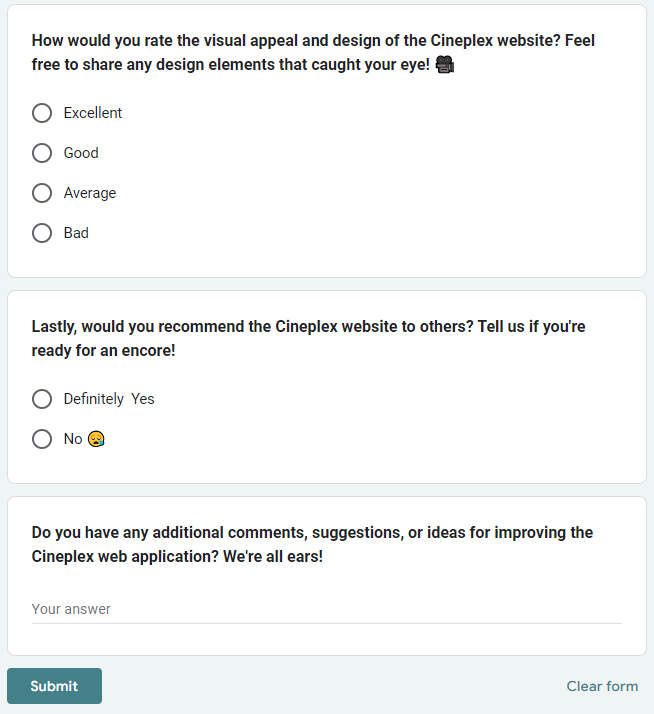 How would you rate the visual appeal and design of the Cineplex website? Feel
free to share any design elements that caught your eye! 🎥
Excellent
Good
Average
Bad
Lastly, would you recommend the Cineplex website to others? Tell us if you're
ready for an encore!
Definitely  Yes
No 😪
Do you have any additional comments, suggestions, or ideas for improving the
Cineplex web application? We're all ears!
Your answer
Submit
Clear form